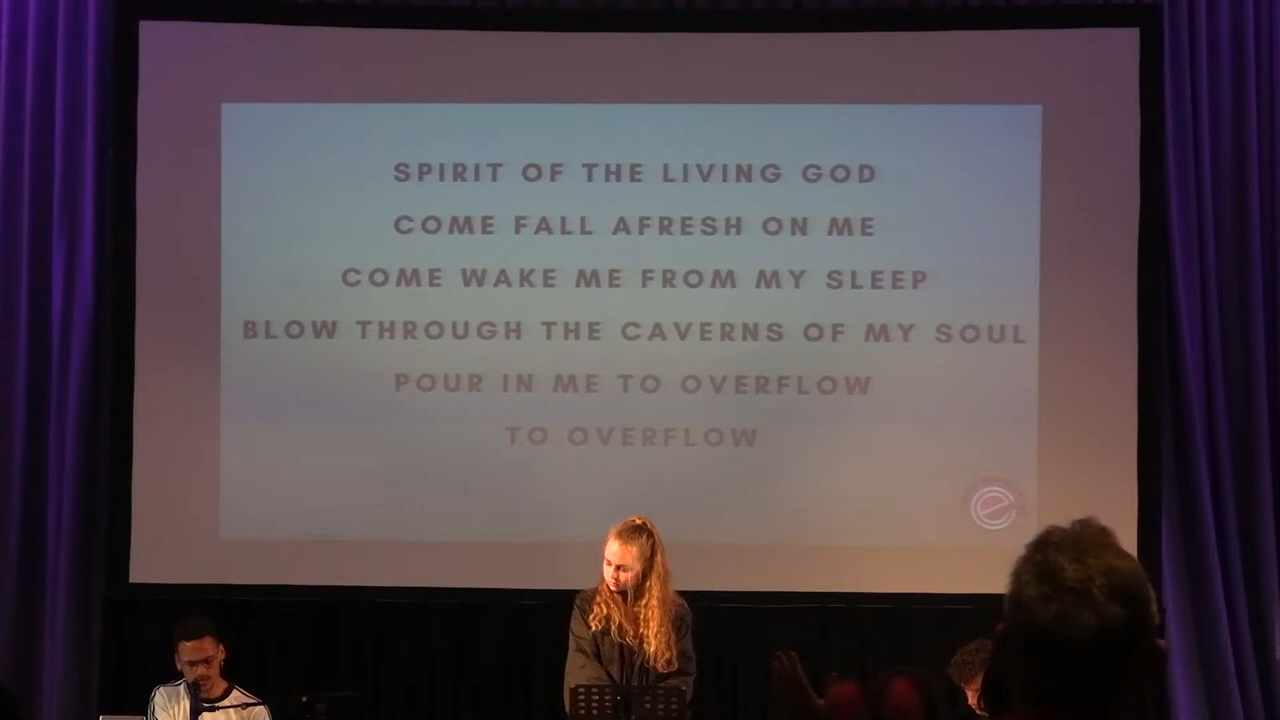 SPIRIT OF THE LIVING GOD
COME FALL AFRESH ON ME
COME WAKE ME FROM MY SLEEP
BLOW THROUGH THE CAVERNS OF MY SOUL
POUR IN ME TO OVERFLOW
TO OVERFLOW
e